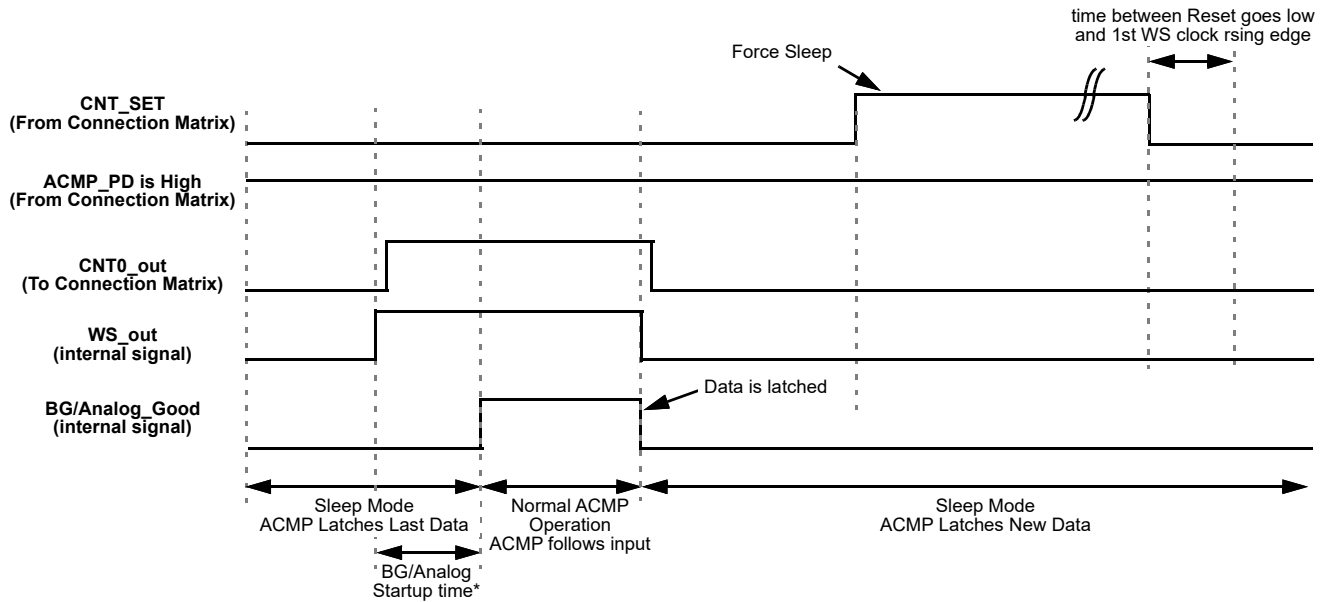 time between Reset goes low
and 1st WS clock rsing edge
Force Sleep
CNT_SET
(From Connection Matrix)
ACMP_PD is High
(From Connection Matrix)
CNT0_out
(To Connection Matrix)
WS_out
(internal signal)
Data is latched
BG/Analog_Good
(internal signal)
Sleep Mode
ACMP Latches Last Data
Normal ACMP
Operation
ACMP follows input
Sleep Mode
ACMP Latches New Data
BG/Analog
Startup time*